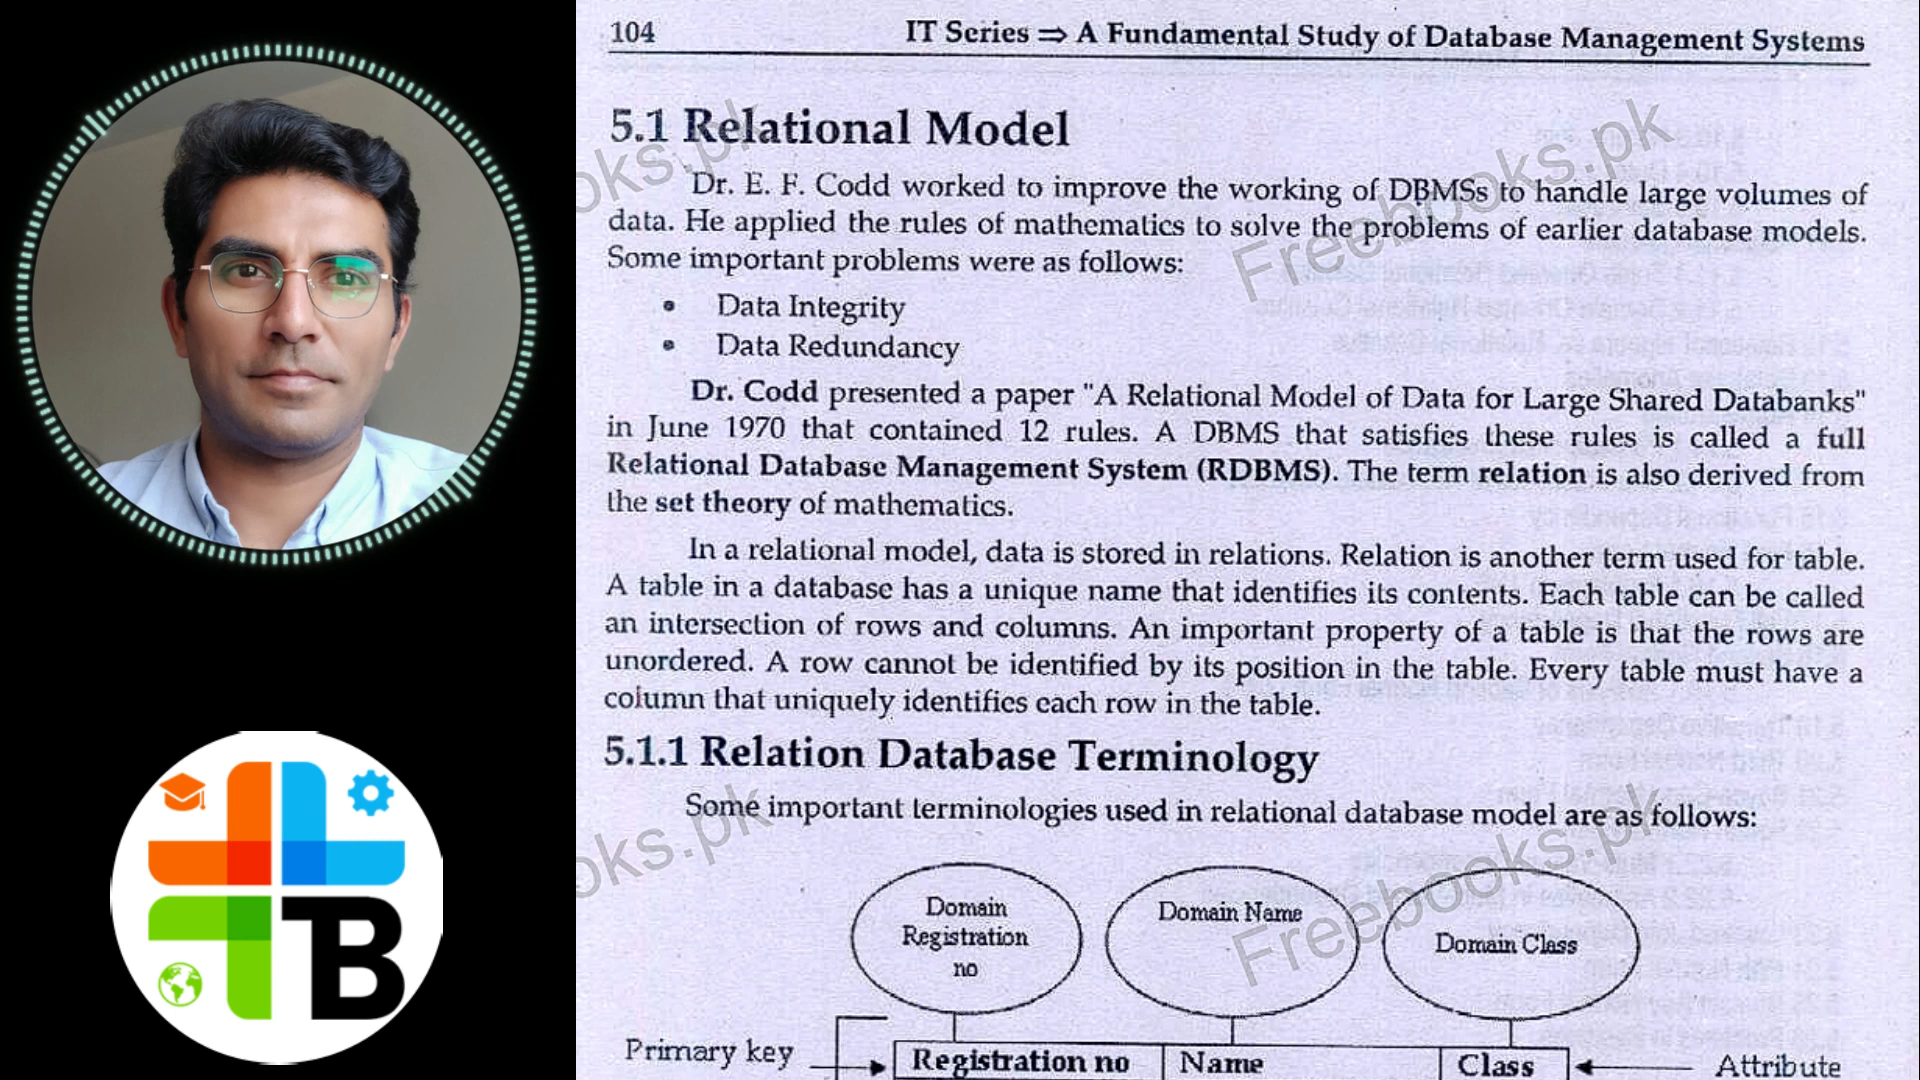 104 IT Series ⇒ A Fundamental Study of Database Management Systems
5.1 Relational Model
Dr. E. F. Codd worked to improve the working of DBMSs to handle large volumes of
data. He applied the rules of mathematics to solve the problems of earlier database models.
Some important problems were as follows:
• Data Integrity
• Data Redundancy
Dr. Codd presented a paper "A Relational Model of Data for Large Shared Databanks"
in June 1970 that contained 12 rules. A DBMS that satisfies these rules is called a full
Relational Database Management System (RDBMS). The term relation is also derived from
the set theory of mathematics.
In a relational model, data is stored in relations. Relation is another term used for table.
A table in a database has a unique name that identifies its contents. Each table can be called
an intersection of rows and columns. An important property of a table is that the rows are
unordered. A row cannot be identified by its position in the table. Every table must have a
column that uniquely identifies each row in the table.
5.1.1 Relation Database Terminology
Some important terminologies used in relational database model are as follows:
Domain
Registration
no
Domain Name
Domain Class
Primary key
Registration no
Name
Class
Attribute
oks.pk
Freebooks.pk
oks.pk
Freebooks.pk
TB